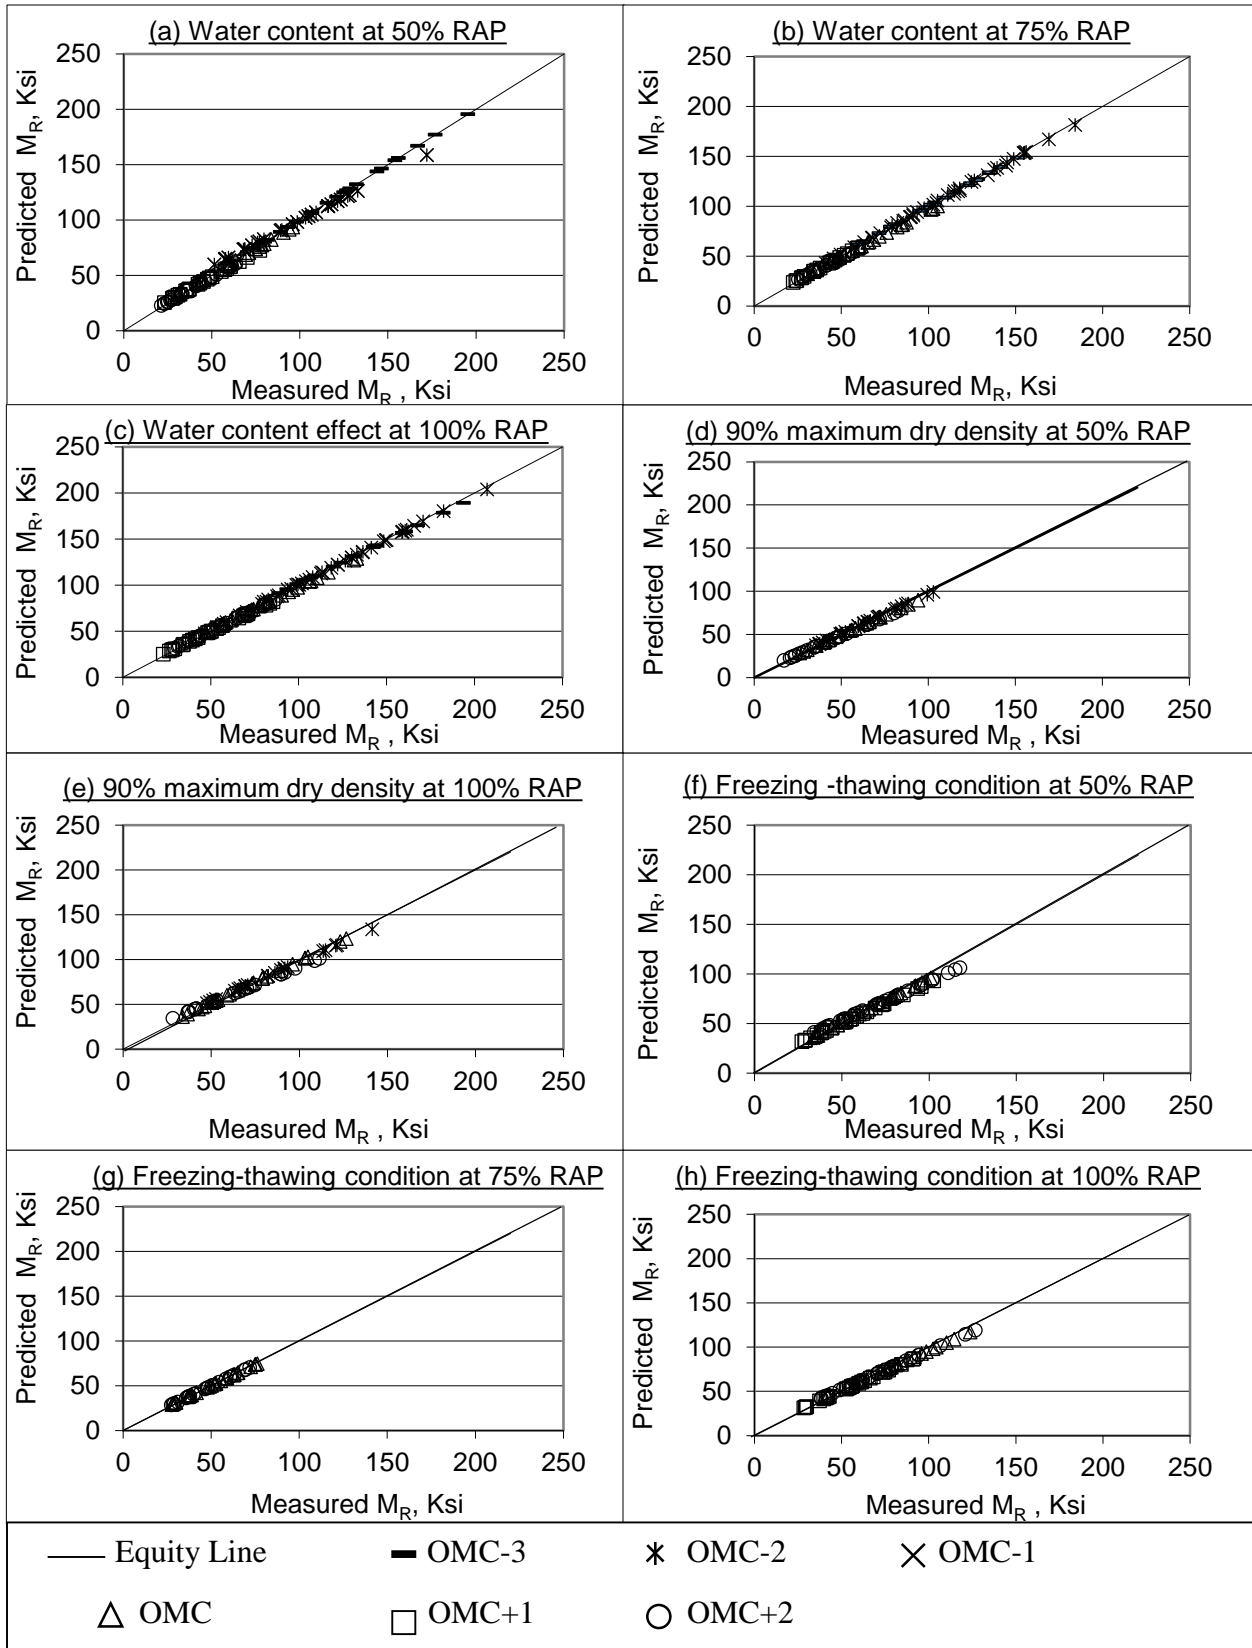 (a) Water content at 50% RAP
Predicted M_R, Ksi
250
200
150
100
50
0
0 50 100 150 200 250
Measured M_R , Ksi
(b) Water content at 75% RAP
Predicted M_R, Ksi
250
200
150
100
50
0
0 50 100 150 200 250
Measured M_R, Ksi
(c) Water content effect at 100% RAP
Predicted M_R, Ksi
250
200
150
100
50
0
0 50 100 150 200 250
Measured M_R , Ksi
(d) 90% maximum dry density at 50% RAP
Predicted M_R, Ksi
250
200
150
100
50
0
0 50 100 150 200 250
Measured M_R , Ksi
(e) 90% maximum dry density at 100% RAP
Predicted M_R, Ksi
250
200
150
100
50
0
0 50 100 150 200 250
Measured M_R , Ksi
(f) Freezing -thawing condition at 50% RAP
Predicted M_R, Ksi
250
200
150
100
50
0
0 50 100 150 200 250
Measured M_R , Ksi
(g) Freezing-thawing condition at 75% RAP
Predicted M_R, Ksi
250
200
150
100
50
0
0 50 100 150 200 250
Measured M_R, Ksi
(h) Freezing-thawing condition at 100% RAP
Predicted M_R, Ksi
250
200
150
100
50
0
0 50 100 150 200 250
Measured M_R , Ksi
Equity Line OMC-3 OMC-2 OMC-1
OMC OMC+1 OMC+2